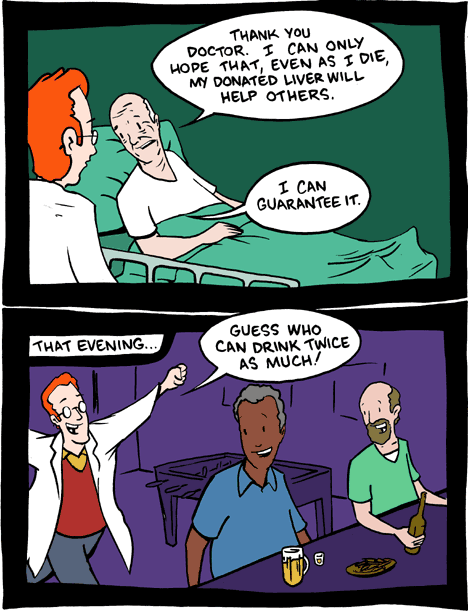 THANK YOU
DOCTOR. I CAN ONLY
HOPE THAT, EVEN AS I DIE,
MY DONATED LIVER WILL
HELP OTHERS.
I CAN
GUARANTEE IT.
THAT EVENING...
GUESS WHO
CAN DRINK TWICE
AS MUCH!